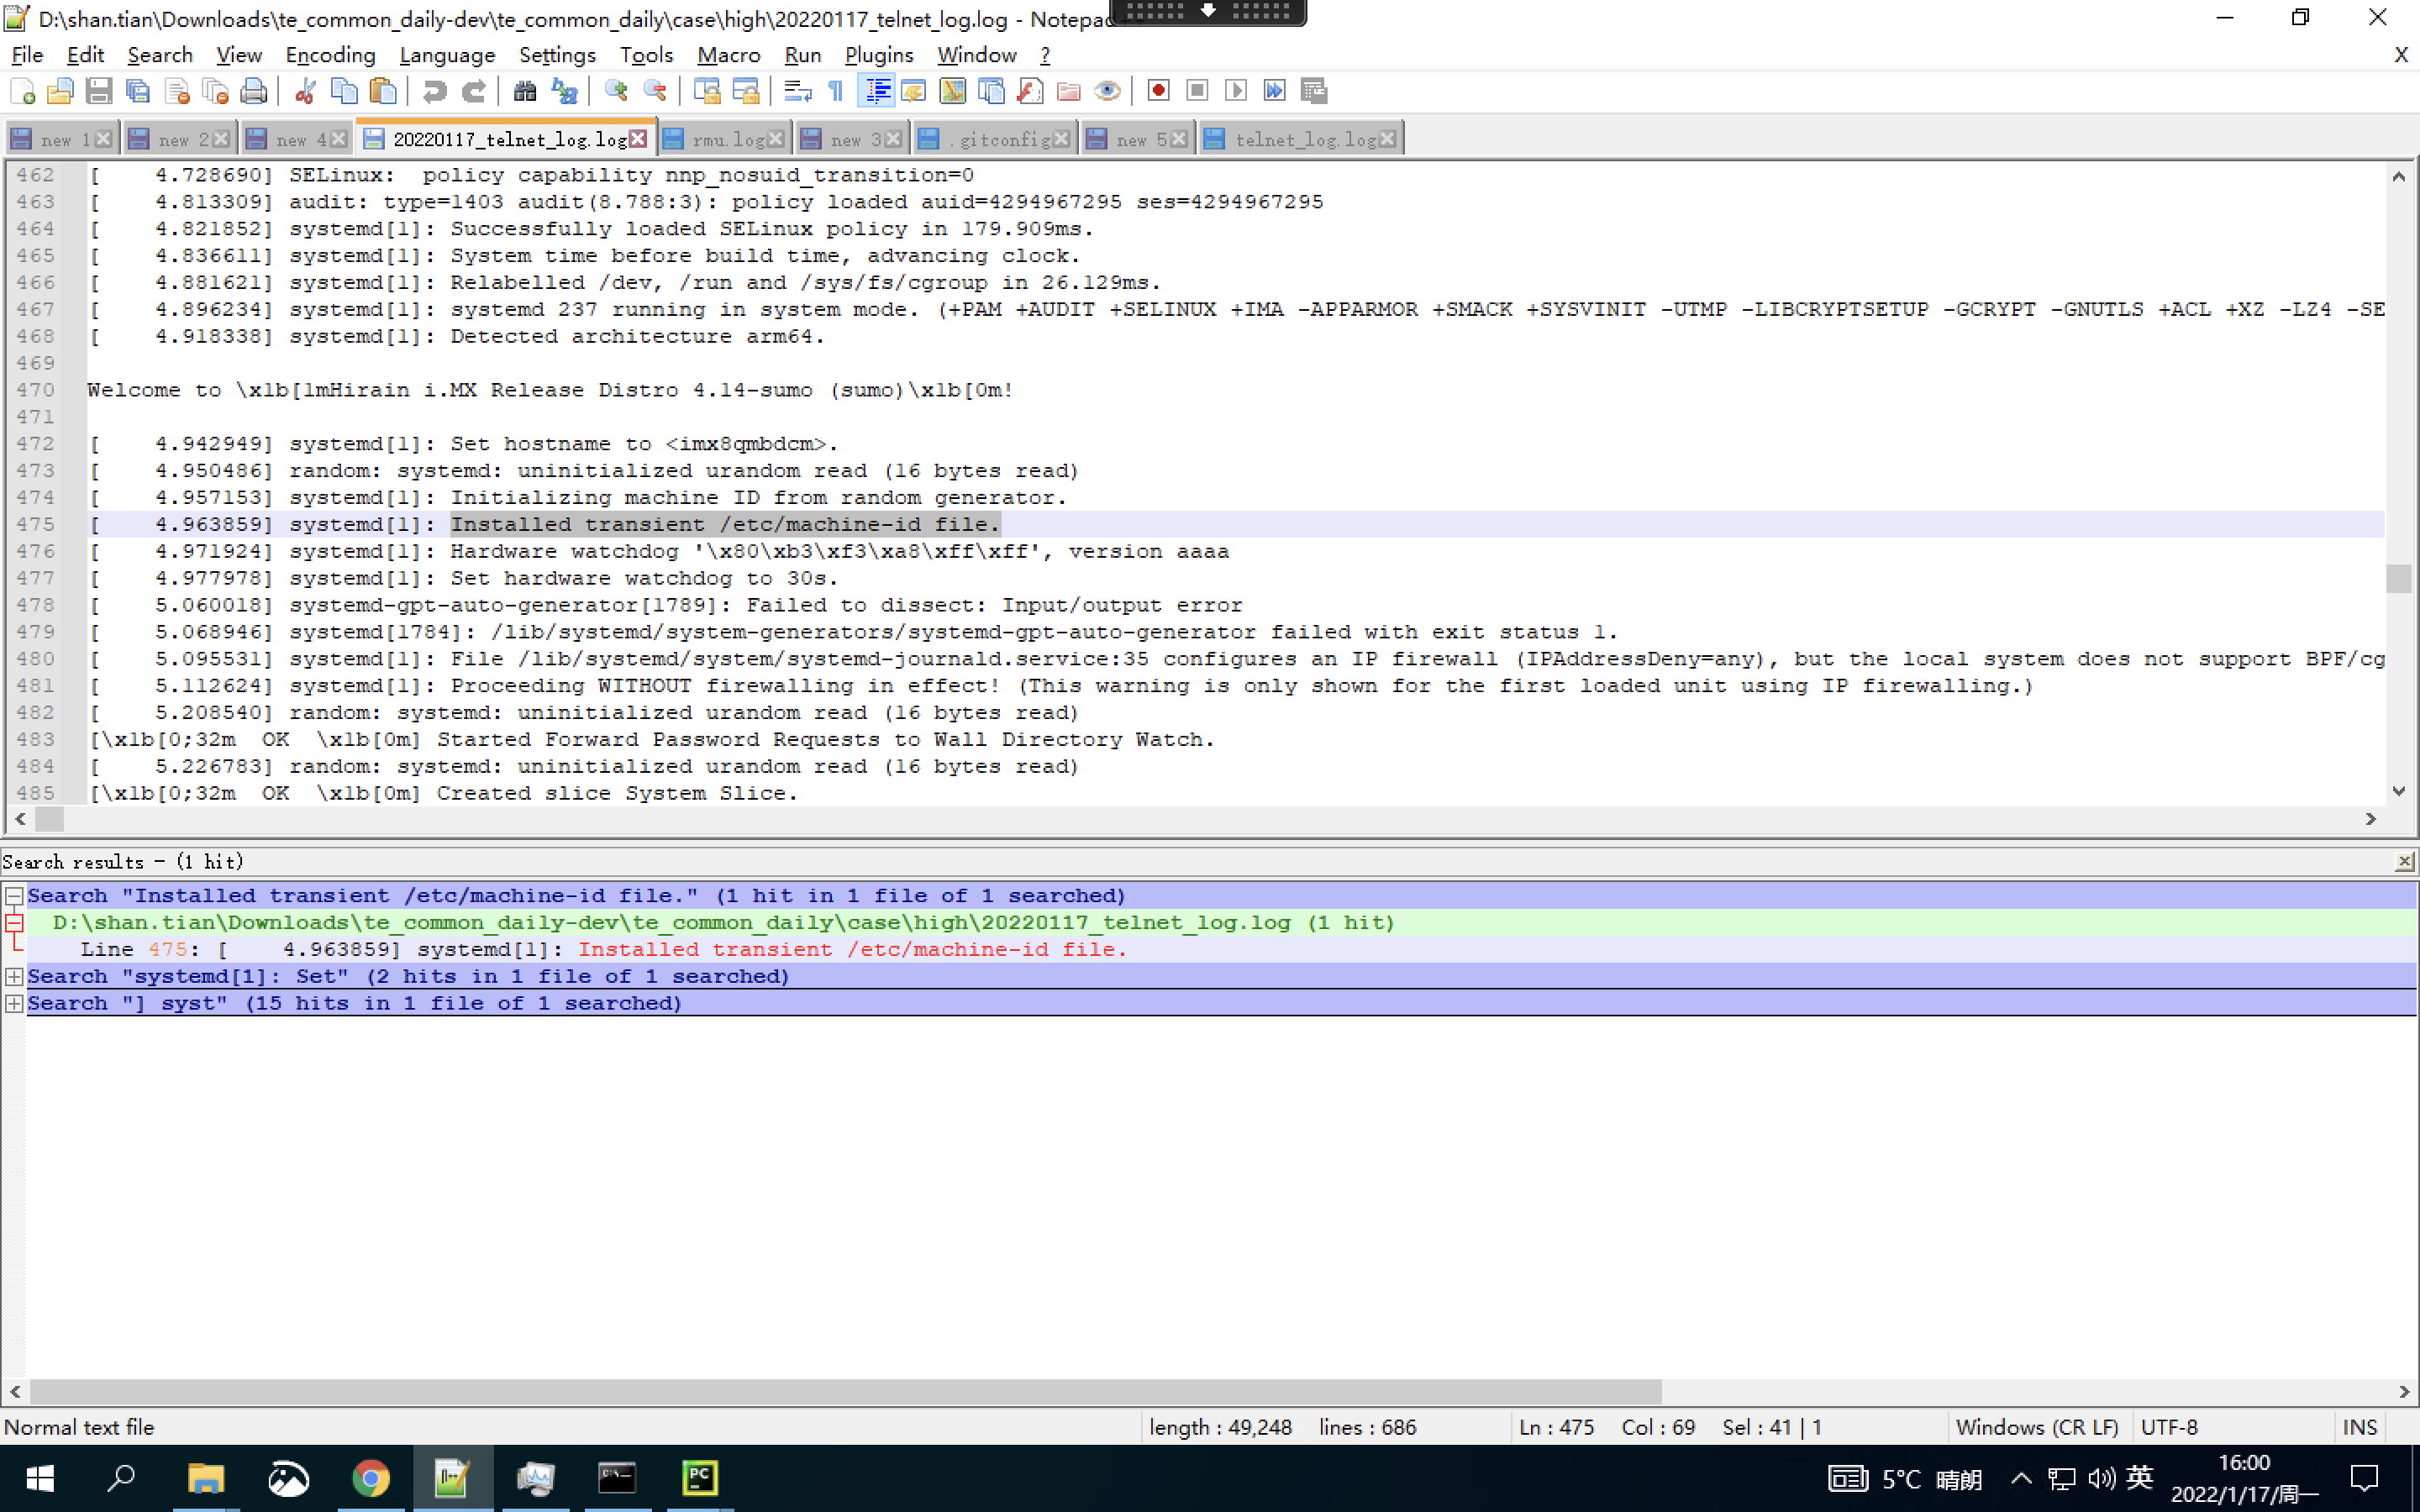 D:\shan.tian\Downloads\te_common_daily-dev\te_common_daily\case\high\20220117_telnet_log.log - Notepad++
File Edit Search View Encoding Language Settings Tools Macro Run Plugins Window ? X
new 1 new 2 new 4 20220117_telnet_log.log rmu.log new 3 .gitconfig new 5 telnet_log.log
462 [ 4.728690] SELinux:  policy capability nnp_nosuid_transition=0
463 [ 4.813309] audit: type=1403 audit(8.788:3): policy loaded auid=4294967295 ses=4294967295
464 [ 4.821852] systemd[1]: Successfully loaded SELinux policy in 179.909ms.
465 [ 4.836611] systemd[1]: System time before build time, advancing clock.
466 [ 4.881621] systemd[1]: Relabelled /dev, /run and /sys/fs/cgroup in 26.129ms.
467 [ 4.896234] systemd[1]: systemd 237 running in system mode. (+PAM +AUDIT +SELINUX +IMA -APPARMOR +SMACK +SYSVINIT -UTMP -LIBCRYPTSETUP -GCRYPT -GNUTLS +ACL +XZ -LZ4 -SE
468 [ 4.918338] systemd[1]: Detected architecture arm64.
469
470 Welcome to \x1b[1mHirain i.MX Release Distro 4.14-sumo (sumo)\x1b[0m!
471
472 [ 4.942949] systemd[1]: Set hostname to <imx8qmbdcm>.
473 [ 4.950486] random: systemd: uninitialized urandom read (16 bytes read)
474 [ 4.957153] systemd[1]: Initializing machine ID from random generator.
475 [ 4.963859] systemd[1]: Installed transient /etc/machine-id file.
476 [ 4.971924] systemd[1]: Hardware watchdog '\x80\xb3\xf3\xa8\xff\xff', version aaaa
477 [ 4.977978] systemd[1]: Set hardware watchdog to 30s.
478 [ 5.060018] systemd-gpt-auto-generator[1789]: Failed to dissect: Input/output error
479 [ 5.068946] systemd[1784]: /lib/systemd/system-generators/systemd-gpt-auto-generator failed with exit status 1.
480 [ 5.095531] systemd[1]: File /lib/systemd/system/systemd-journald.service:35 configures an IP firewall (IPAddressDeny=any), but the local system does not support BPF/cg
481 [ 5.112624] systemd[1]: Proceeding WITHOUT firewalling in effect! (This warning is only shown for the first loaded unit using IP firewalling.)
482 [ 5.208540] random: systemd: uninitialized urandom read (16 bytes read)
483 [\x1b[0;32m  OK  \x1b[0m] Started Forward Password Requests to Wall Directory Watch.
484 [ 5.226783] random: systemd: uninitialized urandom read (16 bytes read)
485 [\x1b[0;32m  OK  \x1b[0m] Created slice System Slice.
Search results - (1 hit)
Search "Installed transient /etc/machine-id file." (1 hit in 1 file of 1 searched)
D:\shan.tian\Downloads\te_common_daily-dev\te_common_daily\case\high\20220117_telnet_log.log (1 hit)
Line 475: [ 4.963859] systemd[1]: Installed transient /etc/machine-id file.
Search "systemd[1]: Set" (2 hits in 1 file of 1 searched)
Search "] syst" (15 hits in 1 file of 1 searched)
Normal text file length : 49,248 lines : 686 Ln : 475 Col : 69 Sel : 41 | 1 Windows (CR LF) UTF-8 INS
5°C 晴朗 英 16:00
2022/1/17/周一